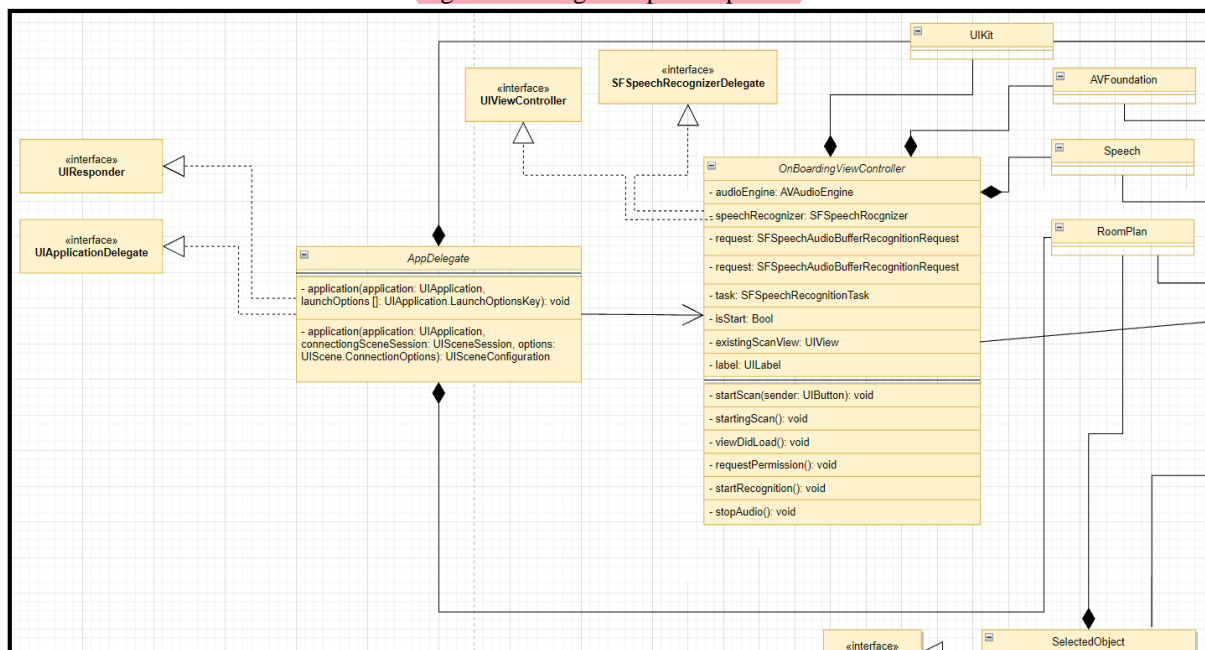 UIKit
«interface»
SFSpeechRecognizerDelegate
«interface»
UIViewController
AVFoundation
«interface»
UIResponder
Speech
OnBoardingViewController
- audioEngine: AVAudioEngine
- speechRecognizer: SFSpeechRocgnizer
- request: SFSpeechAudioBufferRecognitionRequest
- request: SFSpeechAudioBufferRecognitionRequest
- task: SFSpeechRecognitionTask
- isStart: Bool
- existingScanView: UIView
- label: UILabel
- startScan(sender: UIButton): void
- startingScan(): void
- viewDidLoad(): void
- requestPermission(): void
- startRecognition(): void
- stopAudio(): void
«interface»
UIApplicationDelegate
RoomPlan
AppDelegate
- application(application: UIApplication,
launchOptions []: UIApplication.LaunchOptionsKey): void
- application(application: UIApplication,
connectiongSceneSession: UISceneSession, options:
UIScene.ConnectionOptions): UISceneConfiguration
«interface»
SelectedObject